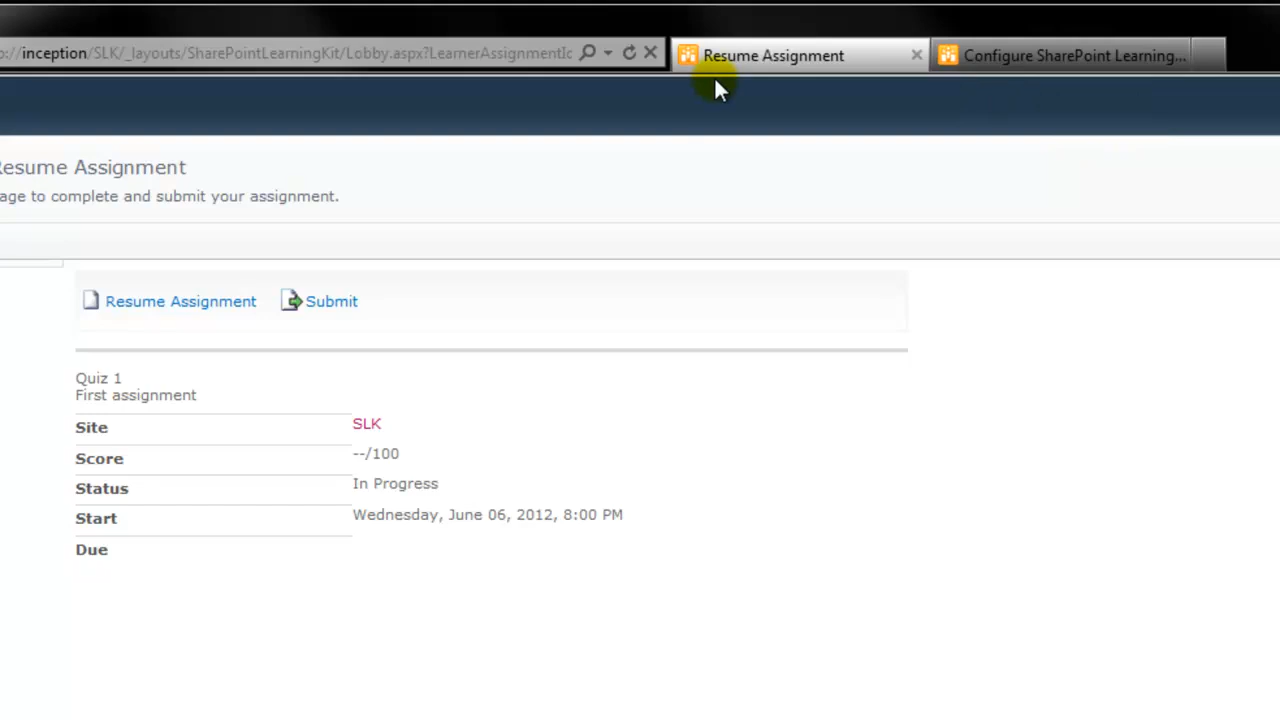 p://inception/SLK/_layouts/SharePointLearningKit/Lobby.aspx?LearnerAssignmentIc
Resume Assignment
Configure SharePoint Learning...
Resume Assignment
age to complete and submit your assignment.
Resume Assignment
Submit
Quiz 1
First assignment
Site SLK
Score --/100
Status In Progress
Start Wednesday, June 06, 2012, 8:00 PM
Due